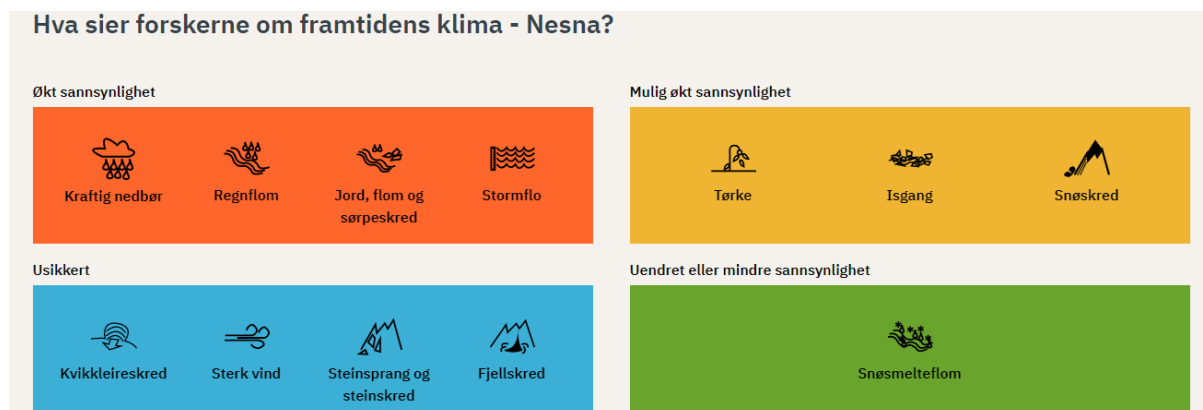 Hva sier forskerne om framtidens klima - Nesna?
Økt sannsynlighet
Kraftig nedbør
Regnflom
Jord, flom og
sørpeskred
Stormflo
Mulig økt sannsynlighet
Tørke
Isgang
Snøskred
Usikkert
Kvikkleireskred
Sterk vind
Steinsprang og
steinskred
Fjellskred
Uendret eller mindre sannsynlighet
Snøsmelteflom